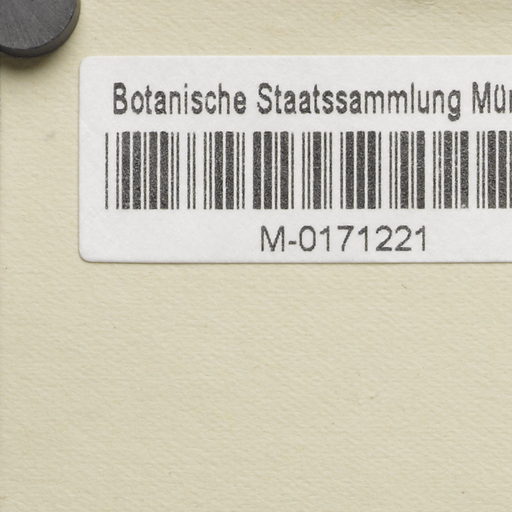 Botanische Staatssammlung Mün
M-0171221